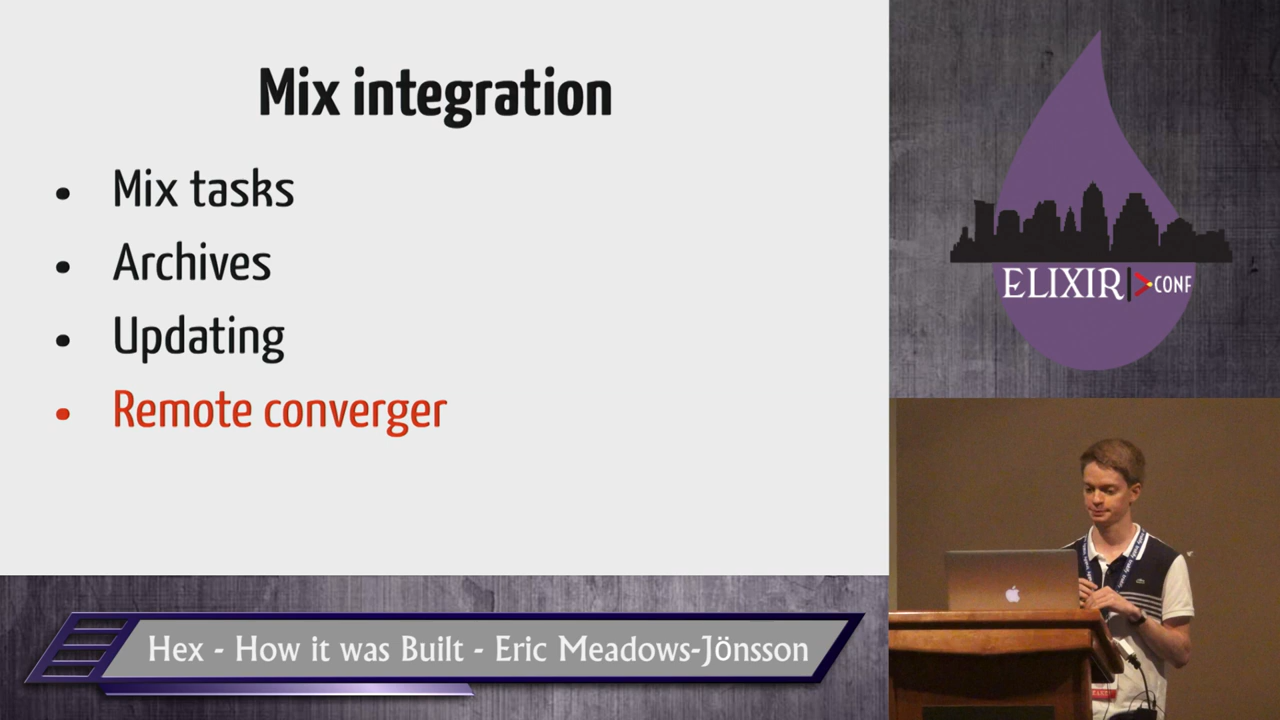 Mix integration
• Mix tasks
• Archives
• Updating
• Remote converger
ELIXIR|>CONF
Hex - How it was Built - Eric Meadows-Jönsson